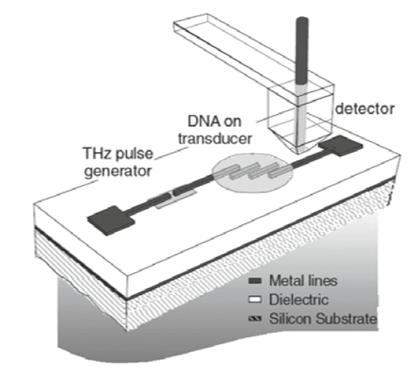 DNA on
transducer
detector
THz pulse
generator
Metal lines
Dielectric
Silicon Substrate